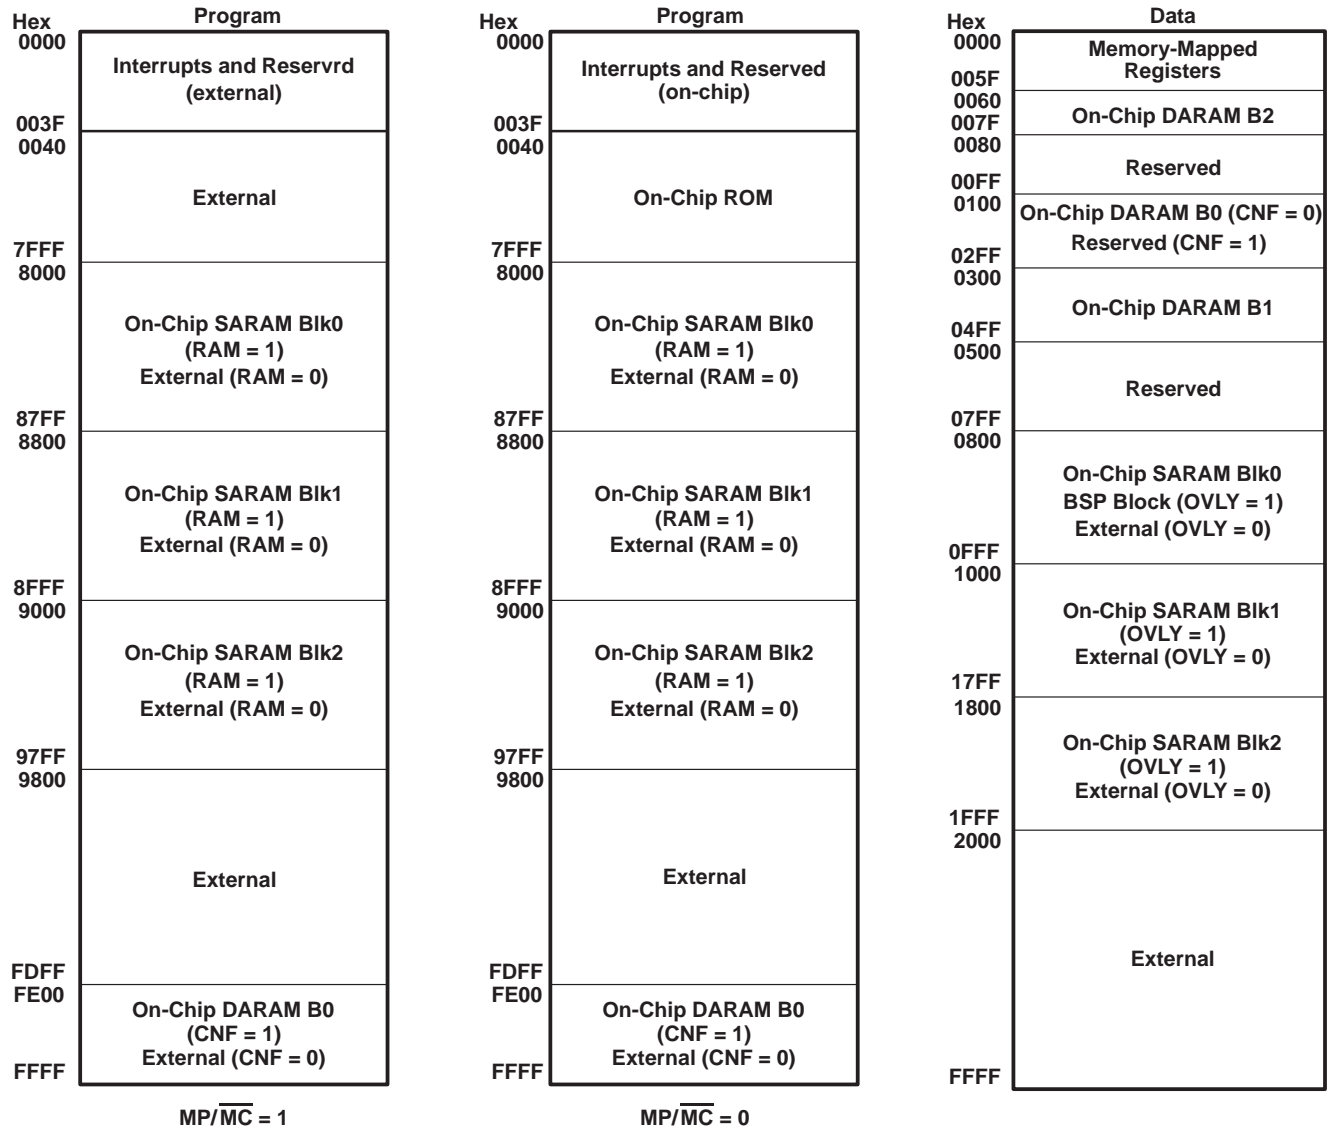 Hex
Program
0000
Interrupts and Reservrd
(external)
003F
0040
External
7FFF
8000
On-Chip SARAM Blk0
(RAM = 1)
External (RAM = 0)
87FF
8800
On-Chip SARAM Blk1
(RAM = 1)
External (RAM = 0)
8FFF
9000
On-Chip SARAM Blk2
(RAM = 1)
External (RAM = 0)
97FF
9800
External
FDFF
FE00
On-Chip DARAM B0
(CNF = 1)
External (CNF = 0)
FFFF
MP/M̅C̅ = 1
Hex
Program
0000
Interrupts and Reserved
(on-chip)
003F
0040
On-Chip ROM
7FFF
8000
On-Chip SARAM Blk0
(RAM = 1)
External (RAM = 0)
87FF
8800
On-Chip SARAM Blk1
(RAM = 1)
External (RAM = 0)
8FFF
9000
On-Chip SARAM Blk2
(RAM = 1)
External (RAM = 0)
97FF
9800
External
FDFF
FE00
On-Chip DARAM B0
(CNF = 1)
External (CNF = 0)
FFFF
MP/M̅C̅ = 0
Hex
Data
0000
Memory-Mapped
Registers
005F
0060
On-Chip DARAM B2
007F
0080
Reserved
00FF
0100
On-Chip DARAM B0 (CNF = 0)
Reserved (CNF = 1)
02FF
0300
On-Chip DARAM B1
04FF
0500
Reserved
07FF
0800
On-Chip SARAM Blk0
BSP Block (OVLY = 1)
External (OVLY = 0)
0FFF
1000
On-Chip SARAM Blk1
(OVLY = 1)
External (OVLY = 0)
17FF
1800
On-Chip SARAM Blk2
(OVLY = 1)
External (OVLY = 0)
1FFF
2000
External
FFFF